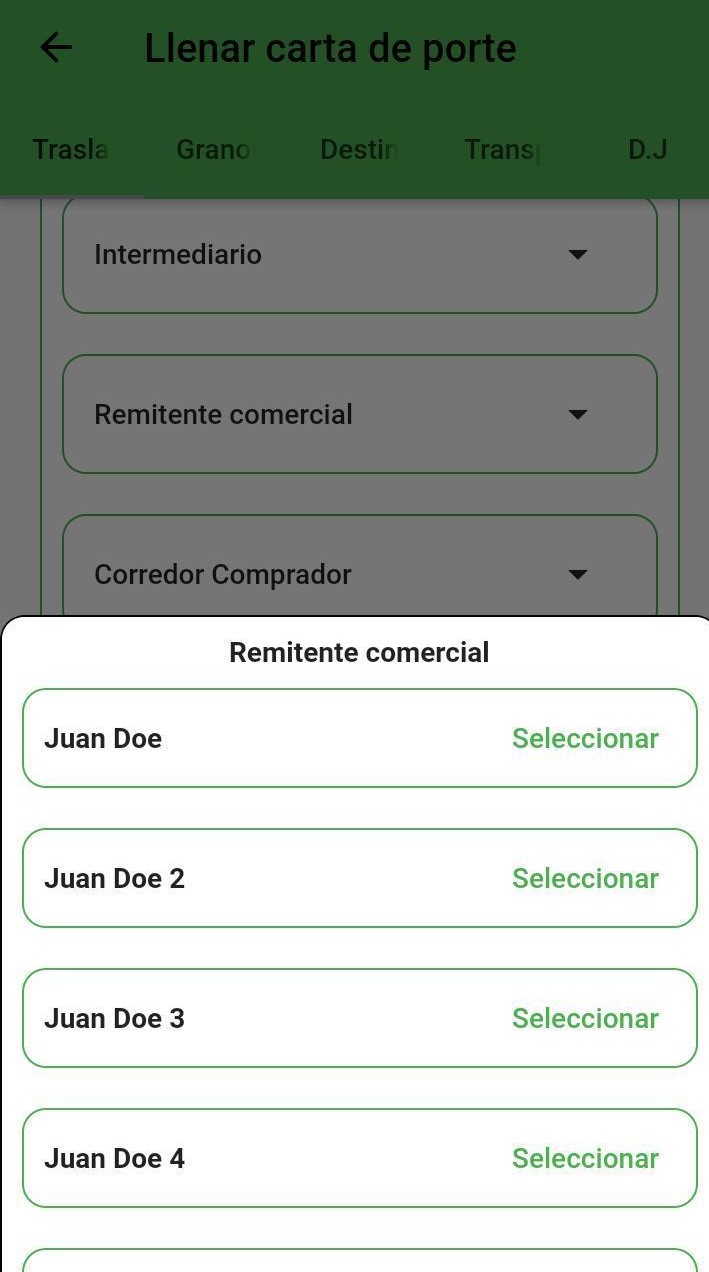 Llenar carta de porte
Trasla Grano Destin Trans D.J
Intermediario
Remitente comercial
Corredor Comprador
Remitente comercial
Juan Doe Seleccionar
Juan Doe 2 Seleccionar
Juan Doe 3 Seleccionar
Juan Doe 4 Seleccionar